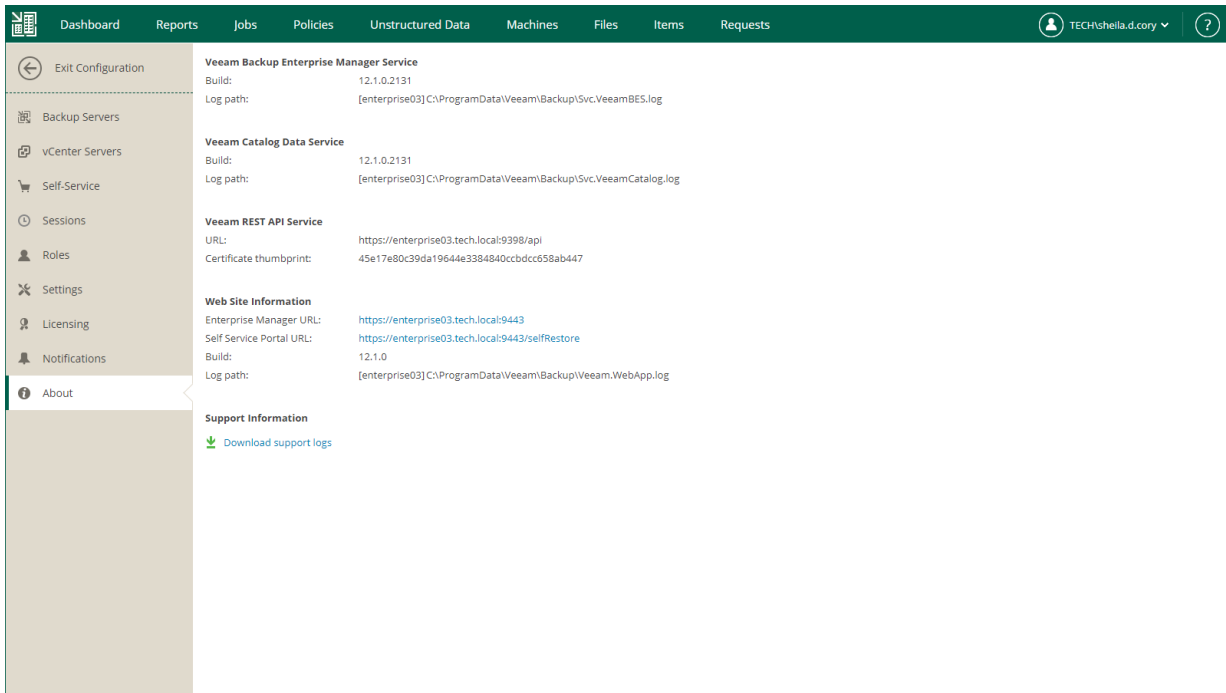 Dashboard Reports Jobs Policies Unstructured Data Machines Files Items Requests TECH\sheila.d.cory ?
Exit Configuration
Backup Servers
vCenter Servers
Self-Service
Sessions
Roles
Settings
Licensing
Notifications
About
Veeam Backup Enterprise Manager Service
Build: 12.1.0.2131
Log path: [enterprise03] C:\ProgramData\Veeam\Backup\Svc.VeeamBES.log
Veeam Catalog Data Service
Build: 12.1.0.2131
Log path: [enterprise03] C:\ProgramData\Veeam\Backup\Svc.VeeamCatalog.log
Veeam REST API Service
URL: https://enterprise03.tech.local:9398/api
Certificate thumbprint: 45e17e80c39da19644e3384840ccbdcc658ab447
Web Site Information
Enterprise Manager URL: https://enterprise03.tech.local:9443
Self Service Portal URL: https://enterprise03.tech.local:9443/selfRestore
Build: 12.1.0
Log path: [enterprise03] C:\ProgramData\Veeam\Backup\Veeam.WebApp.log
Support Information
Download support logs